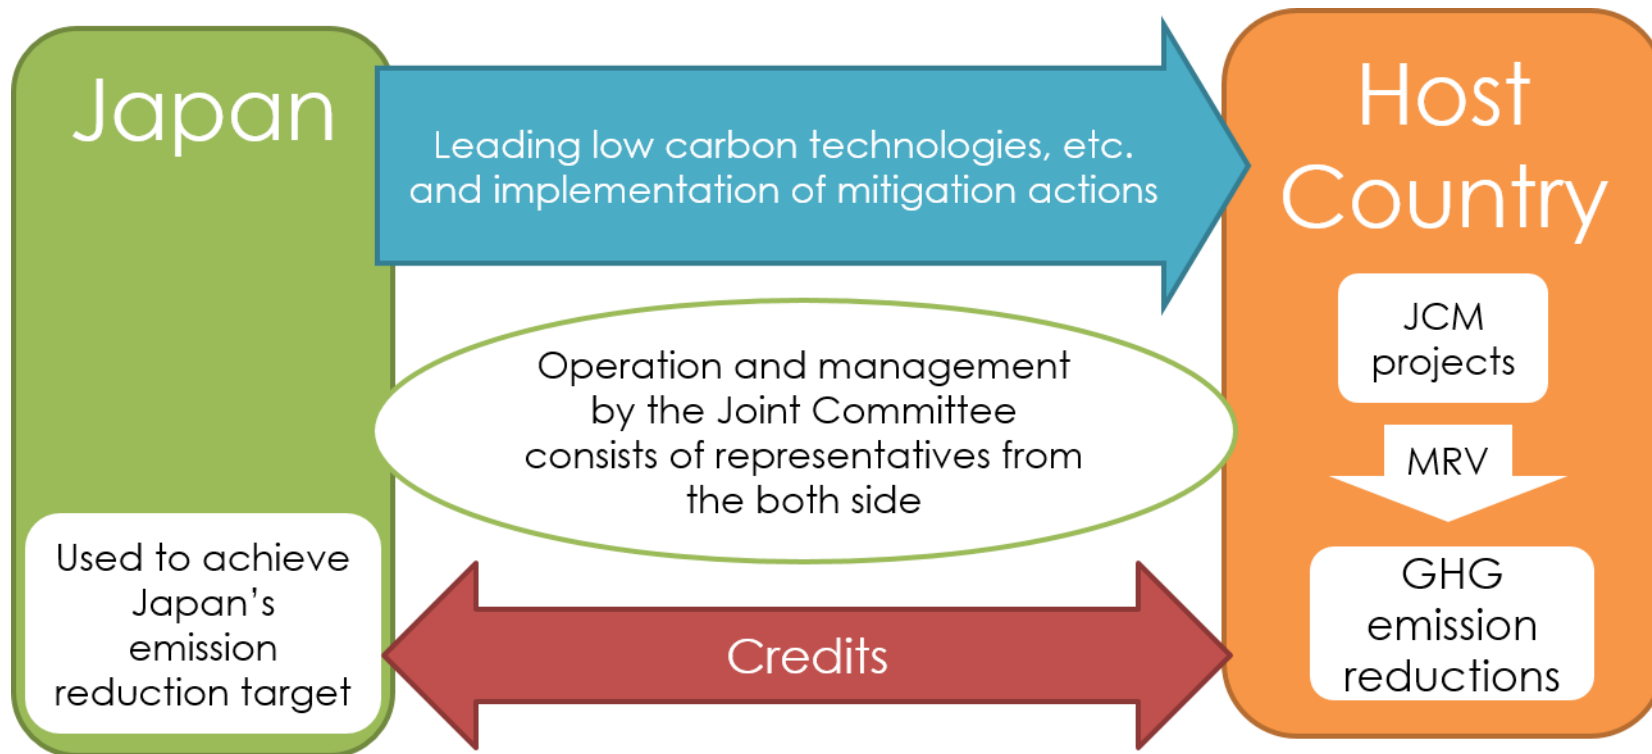 Japan
Leading low carbon technologies, etc.
and implementation of mitigation actions
Host
Country
JCM
projects
Operation and management
by the Joint Committee
consists of representatives from
the both side
MRV
Used to achieve
Japan's
emission
reduction target
Credits
GHG
emission
reductions